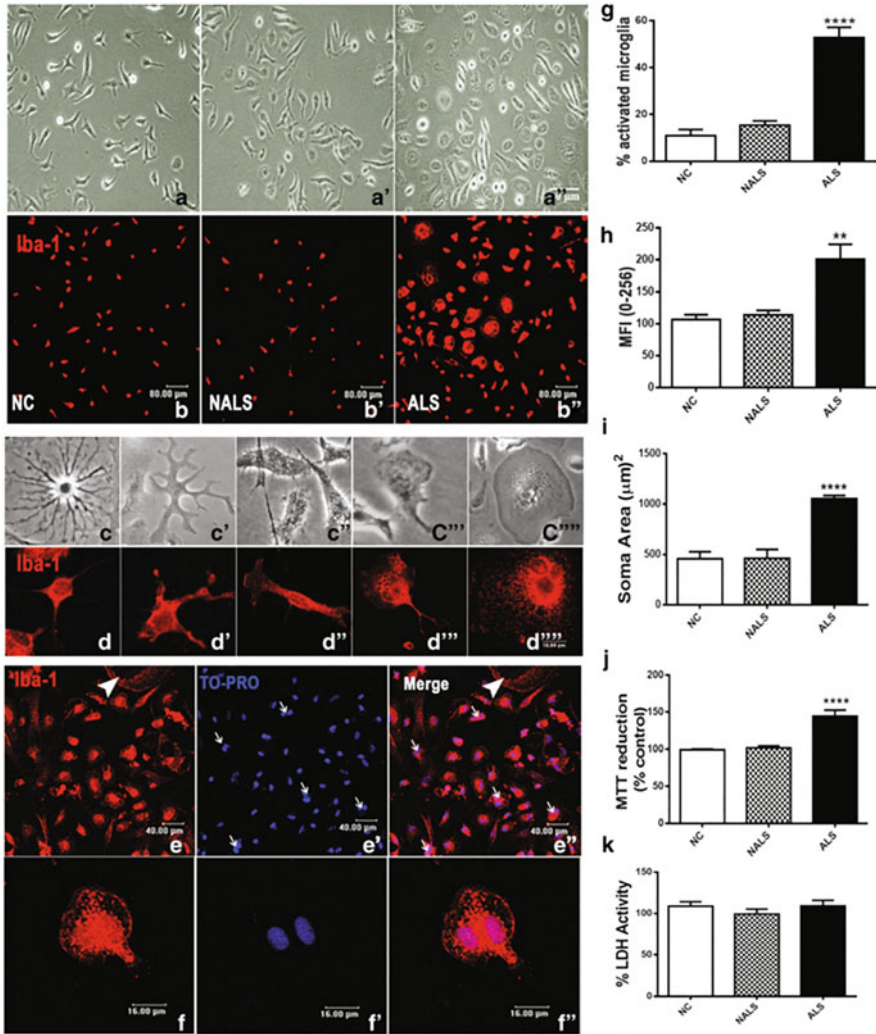 a
a'
a"
µm
Iba-1
80.00 µm
NC
b
80.00 µm
NALS
b'
80.00 µm
ALS
b"
c
c'
c"
C"'
C""
Iba-1
d
d'
d"
d"'
d""
16.00 µm
Iba-1
TO-PRO
Merge
40.00 µm
40.00 µm
40.00 µm
e
e'
e"
16.00 µm
16.00 µm
16.00 µm
f
f'
f"
g
% activated microglia
60
40
20
0
****
NC
NALS
ALS
h
MFI (0-256)
250
200
150
100
50
0
**
NC
NALS
ALS
i
Soma Area (µm)²
1500
1000
500
0
****
NC
NALS
ALS
j
MTT reduction
(% control)
200
150
100
50
0
****
NC
NALS
ALS
k
% LDH Activity
150
100
50
0
NC
NALS
ALS